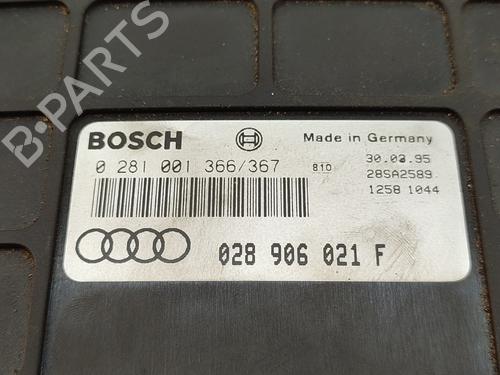 B-PARTS
BOSCH
Made in Germany
0 281 001 366/367
810
30.03.95
28SA2589
1258 1044
028 906 021 F